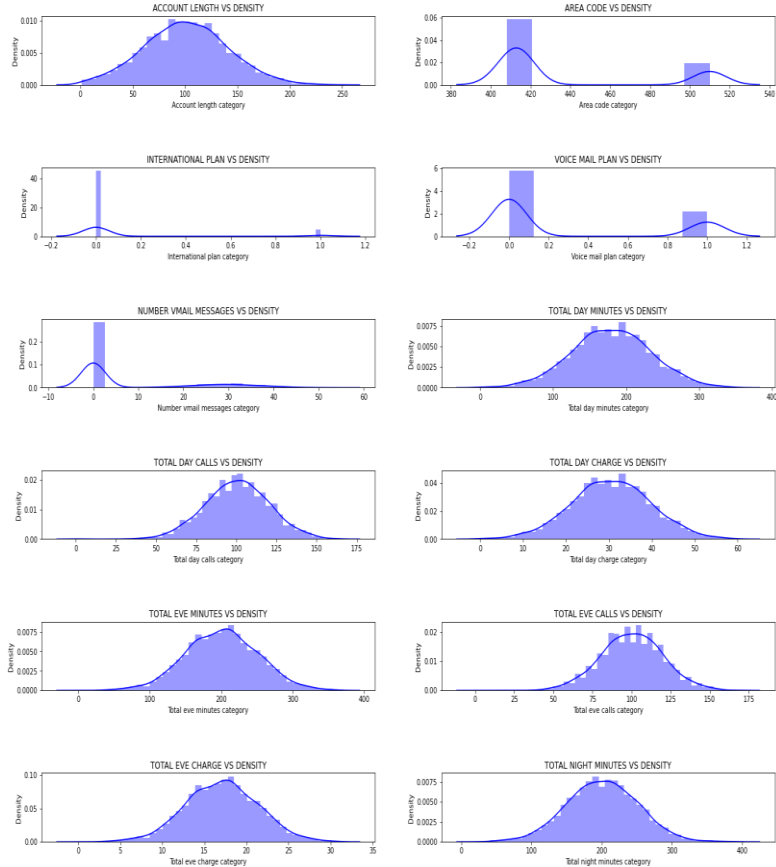 ACCOUNT LENGTH VS DENSITY
0.010
0.005
0.000
Density
0 50 100 150 200 250
Account length category
AREA CODE VS DENSITY
0.06
0.04
0.02
0.00
Density
380 400 420 440 460 480 500 520 540
Area code category
INTERNATIONAL PLAN VS DENSITY
40
20
0
Density
−0.2 0.0 0.2 0.4 0.6 0.8 1.0 1.2
International plan category
VOICE MAIL PLAN VS DENSITY
6
4
2
0
Density
−0.2 0.0 0.2 0.4 0.6 0.8 1.0 1.2
Voice mail plan category
NUMBER VMAIL MESSAGES VS DENSITY
0.2
0.1
0.0
Density
−10 0 10 20 30 40 50 60
Number vmail messages category
TOTAL DAY MINUTES VS DENSITY
0.0075
0.0050
0.0025
0.0000
Density
0 100 200 300 400
Total day minutes category
TOTAL DAY CALLS VS DENSITY
0.02
0.01
0.00
Density
0 25 50 75 100 125 150 175
Total day calls category
TOTAL DAY CHARGE VS DENSITY
0.04
0.02
0.00
Density
0 10 20 30 40 50 60
Total day charge category
TOTAL EVE MINUTES VS DENSITY
0.0075
0.0050
0.0025
0.0000
Density
0 100 200 300 400
Total eve minutes category
TOTAL EVE CALLS VS DENSITY
0.02
0.01
0.00
Density
0 25 50 75 100 125 150 175
Total eve calls category
TOTAL EVE CHARGE VS DENSITY
0.10
0.05
0.00
Density
0 5 10 15 20 25 30 35
Total eve charge category
TOTAL NIGHT MINUTES VS DENSITY
0.0075
0.0050
0.0025
0.0000
Density
0 100 200 300 400
Total night minutes category